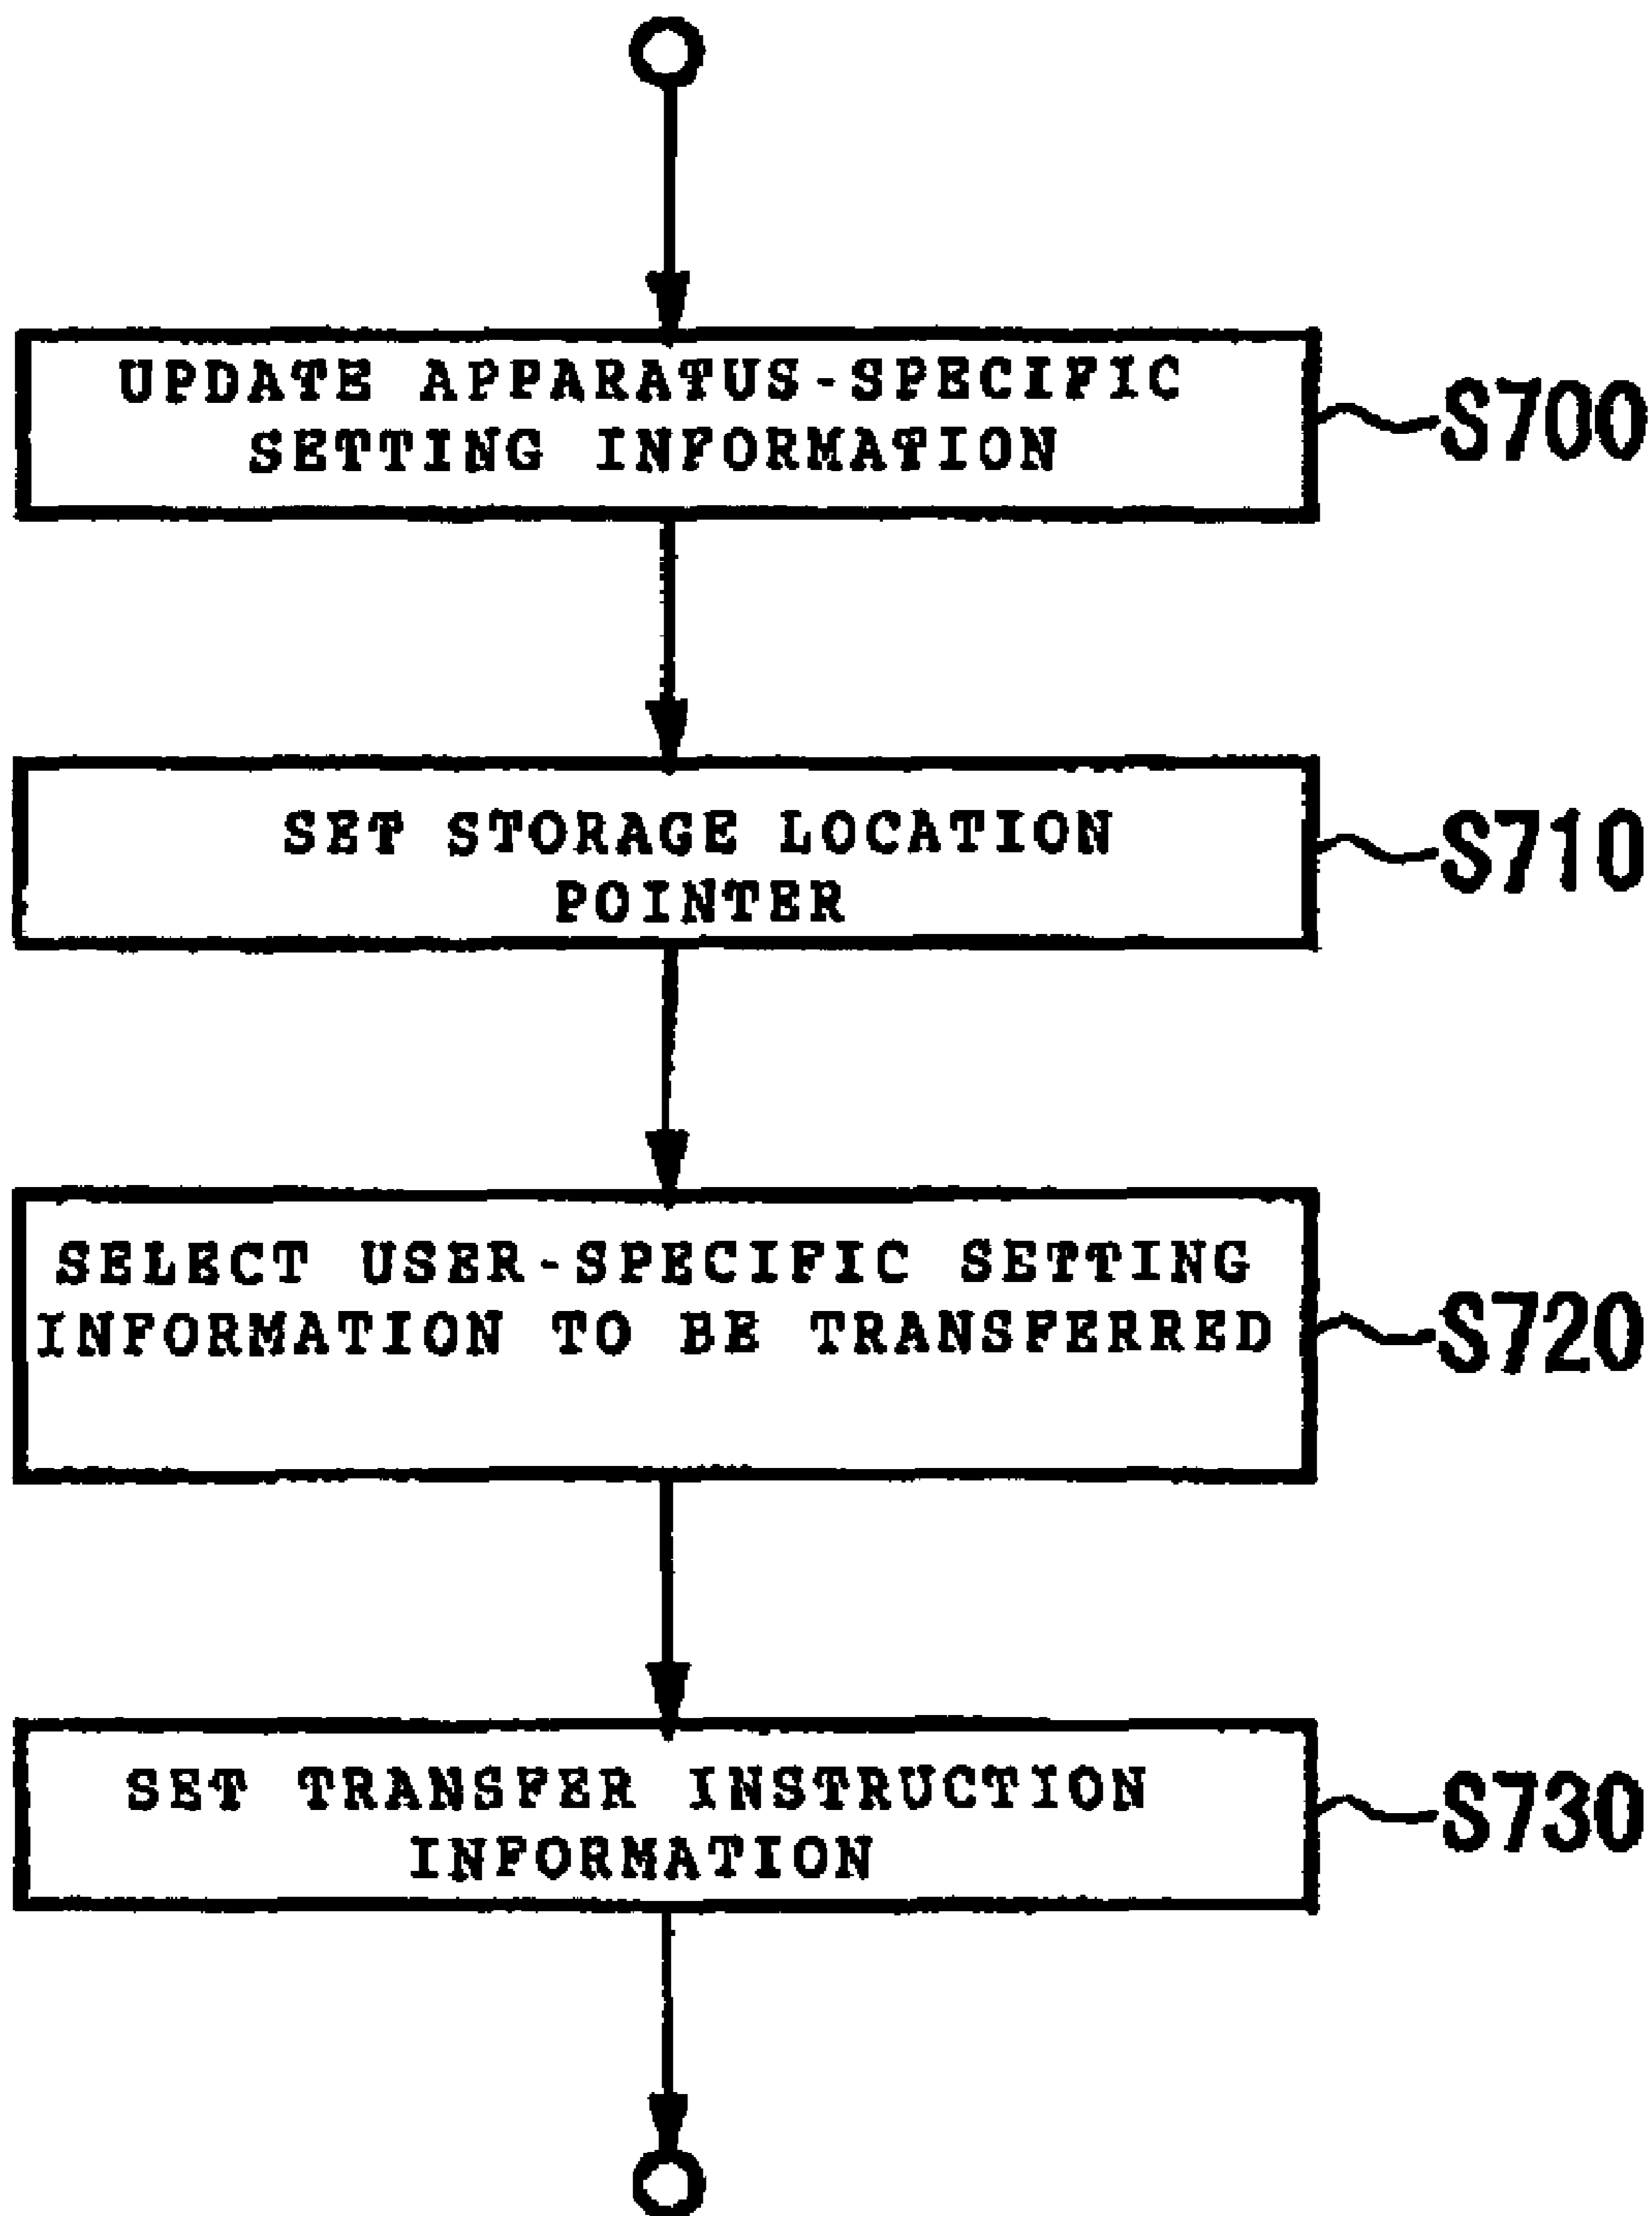 UPDATE APPARATUS-SPECIFIC
SETTING INFORMATION
S700
SET STORAGE LOCATION
POINTER
S710
SELECT USER-SPECIFIC SETTING
INFORMATION TO BE TRANSFERRED
S720
SET TRANSFER INSTRUCTION
INFORMATION
S730